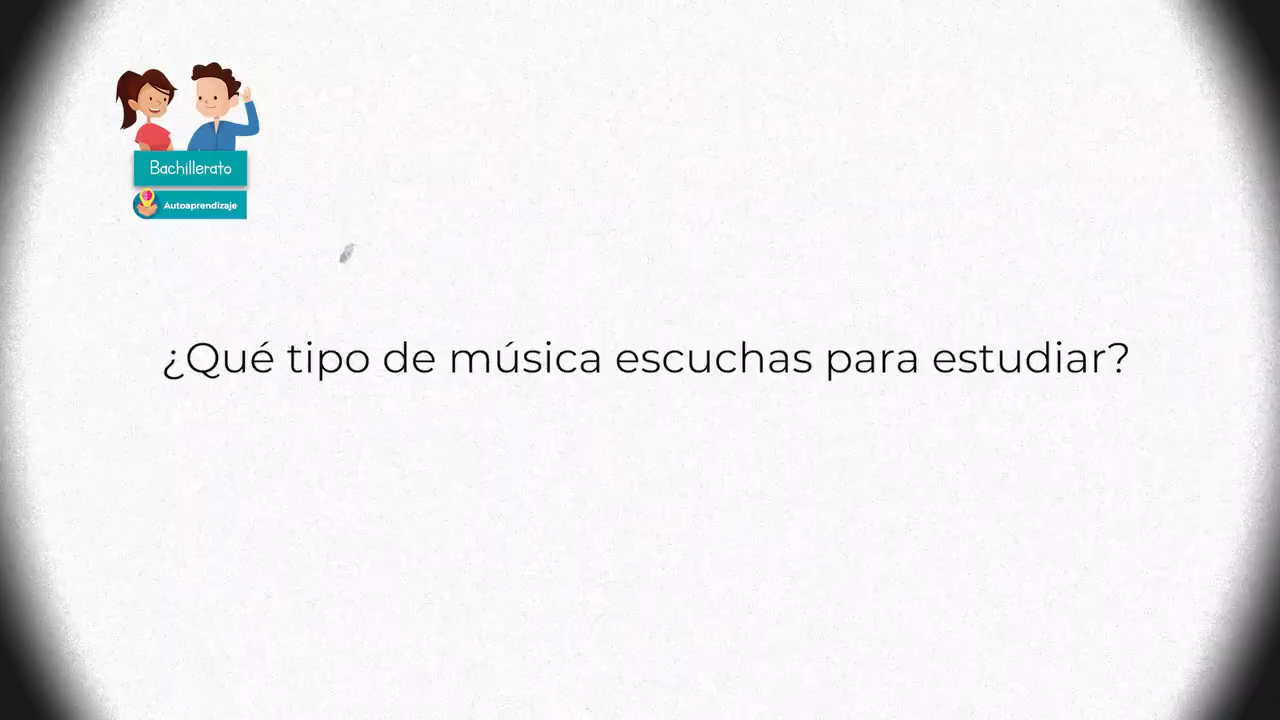 Bachillerato
Autoaprendizaje
¿Qué tipo de música escuchas para estudiar?